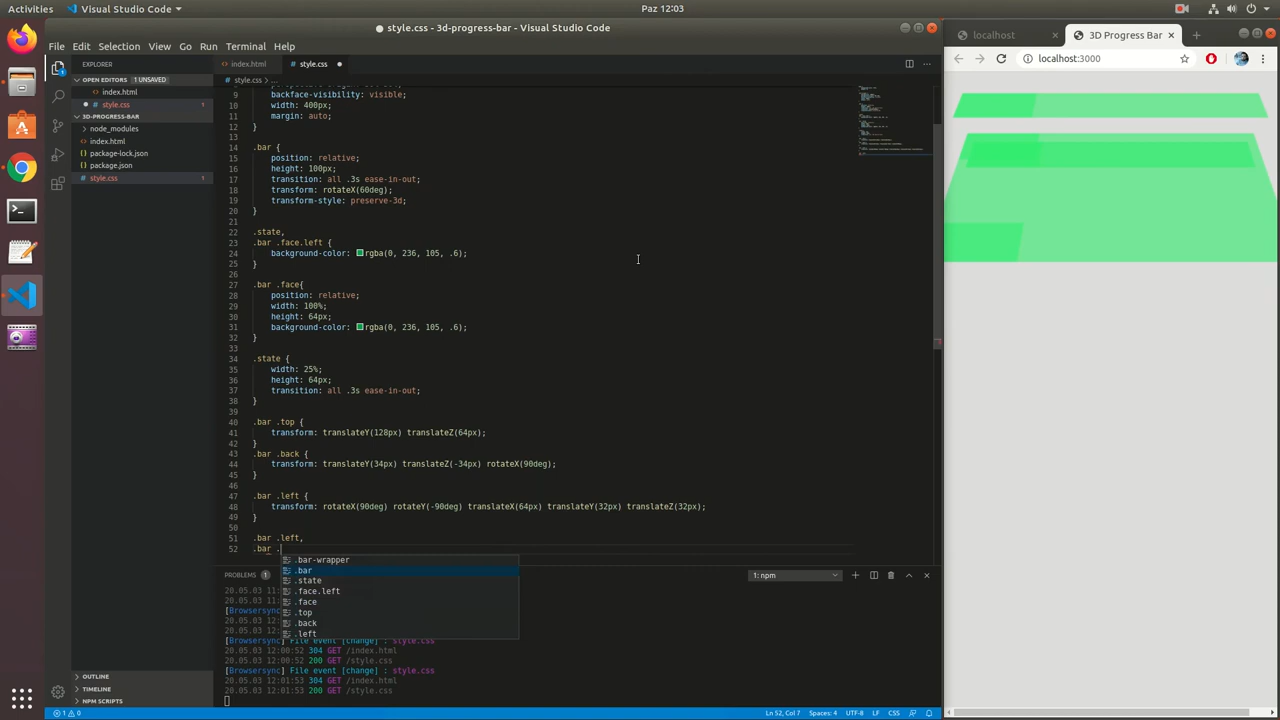 Activities
Visual Studio Code
Paz 12:03
style.css - 3d-progress-bar - Visual Studio Code
File Edit Selection View Go Run Terminal Help
localhost
3D Progress Bar
localhost:3000
EXPLORER
OPEN EDITORS 1 UNSAVED
index.html
style.css 1
3D-PROGRESS-BAR
node_modules
index.html
package-lock.json
package.json
style.css 1
OUTLINE
TIMELINE
NPM SCRIPTS
index.html
style.css
style.css > ...
9 backface-visibility: visible;
10 width: 400px;
11 margin: auto;
12 }
13
14 .bar {
15 position: relative;
16 height: 100px;
17 transition: all .3s ease-in-out;
18 transform: rotateX(60deg);
19 transform-style: preserve-3d;
20 }
21
22 .state,
23 .bar .face.left {
24 background-color: rgba(0, 236, 105, .6);
25 }
26
27 .bar .face{
28 position: relative;
29 width: 100%;
30 height: 64px;
31 background-color: rgba(0, 236, 105, .6);
32 }
33
34 .state {
35 width: 25%;
36 height: 64px;
37 transition: all .3s ease-in-out;
38 }
39
40 .bar .top {
41 transform: translateY(128px) translateZ(64px);
42 }
43 .bar .back {
44 transform: translateY(34px) translateZ(-34px) rotateX(90deg);
45 }
46
47 .bar .left {
48 transform: rotateX(90deg) rotateY(-90deg) translateX(64px) translateY(32px) translateZ(32px);
49 }
50
51 .bar .left,
52 .bar .
.bar-wrapper
.bar
.state
.face.left
.face
.top
.back
.left
PROBLEMS 1
1: npm
20.05.03 11:
20.05.03 11:
[Browsersync]
[Browsersync] File event [change] : style.css
20.05.03 12:00:52 304 GET /index.html
20.05.03 12:00:52 200 GET /style.css
[Browsersync] File event [change] : style.css
20.05.03 12:01:53 304 GET /index.html
20.05.03 12:01:53 200 GET /style.css
1 0
Ln 52, Col 7 Spaces: 4 UTF-8 LF CSS